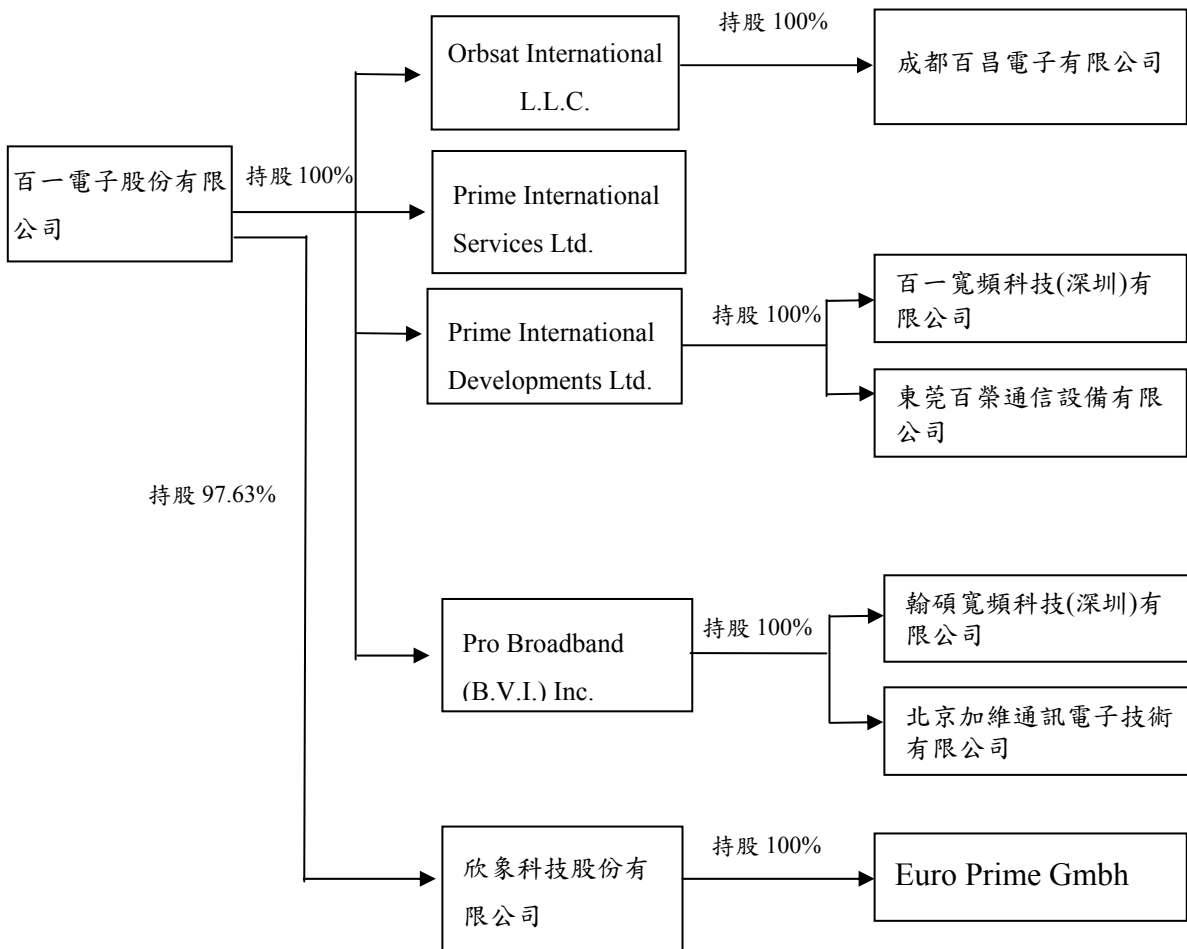 持股 100%
Orbsat International
L.L.C.
成都百昌電子有限公司
百一電子股份有限
公司
持股 100%
Prime International
Services Ltd.
Prime International
Developments Ltd.
持股 100%
百一寬頻科技(深圳)有
限公司
東莞百榮通信設備有限
公司
持股 97.63%
Pro Broadband
(B.V.I.) Inc.
持股 100%
翰碩寬頻科技(深圳)有
限公司
北京加維通訊電子技術
有限公司
欣象科技股份有
限公司
持股 100%
Euro Prime Gmbh